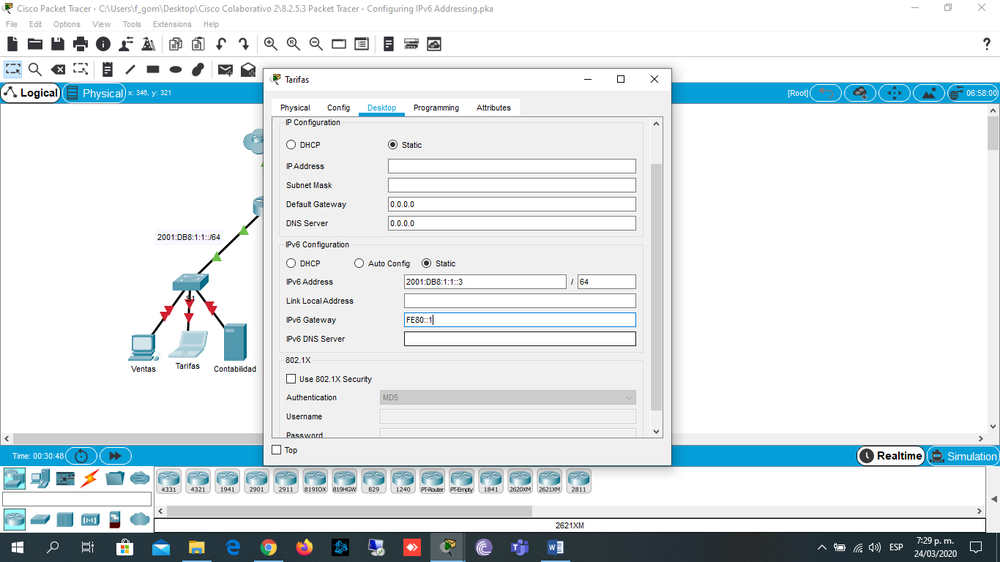 Cisco Packet Tracer - C:\Users\f_gom\Desktop\Cisco Colaborativo 2\8.2.5.3 Packet Tracer - Configuring IPv6 Addressing.pka
File Edit Options View Tools Extensions Help
?
Tarifas
Logical Physical x: 346, y: 321
[Root] 06:58:00
Physical Config Desktop Programming Attributes
IP Configuration
DHCP Static
IP Address
Subnet Mask
Default Gateway 0.0.0.0
DNS Server 0.0.0.0
2001:DB8:1:1::/64
IPv6 Configuration
DHCP Auto Config Static
IPv6 Address 2001:DB8:1:1::3 / 64
Link Local Address
IPv6 Gateway FE80::1
IPv6 DNS Server
Ventas Tarifas Contabilidad
802.1X
Use 802.1X Security
Authentication MD5
Username
Password
Top
Time: 00:30:48
Realtime Simulation
4331 4321 1941 2901 2911 819IOX 819HGW 829 1240 PT-Router PT-Empty 1841 2620XM 2621XM 2811
2621XM
ESP
7:29 p. m.
24/03/2020